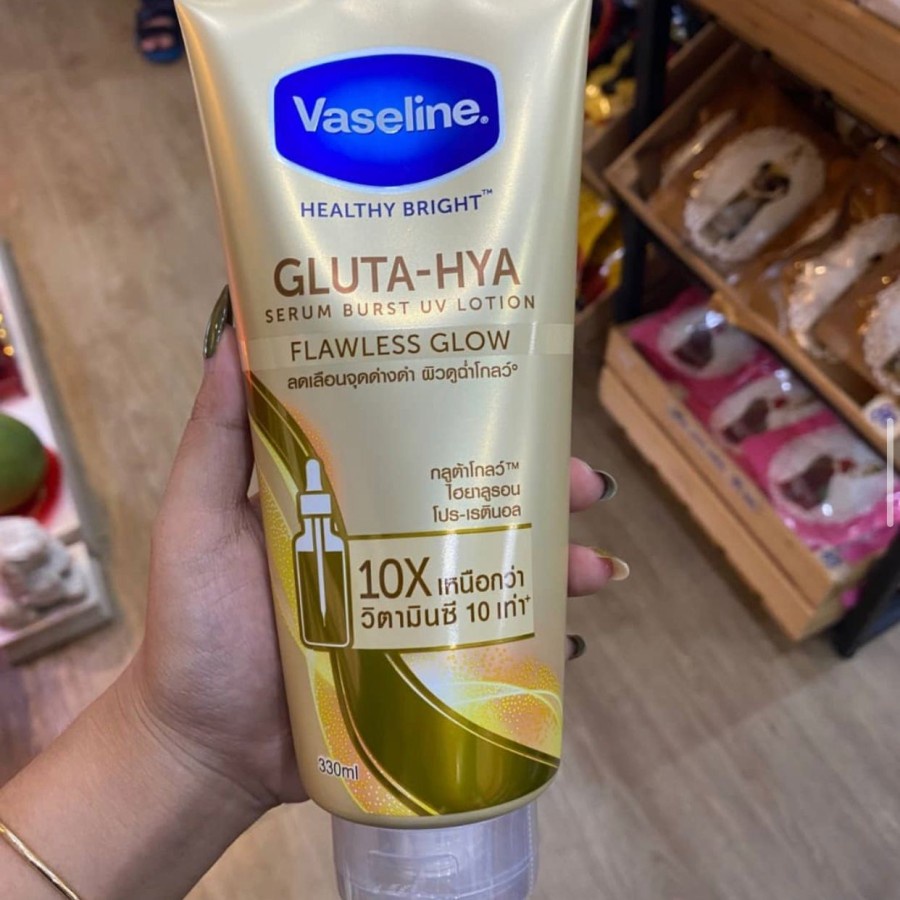 Vaseline.
HEALTHY BRIGHT™
GLUTA-HYA
SERUM BURST UV LOTION
FLAWLESS GLOW
ลดเลือนจุดด่างดำ ผิวดูฉ่ำโกลว์°
กลูต้าโกลว์™
ไฮยาลูรอน
โปร-เรตินอล
10X เหนือกว่า
วิตามินซี 10 เท่า⁺
330ml